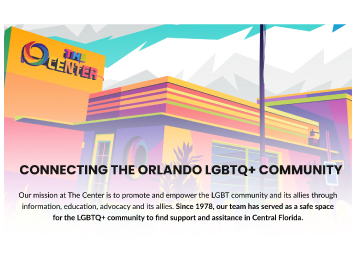 THE
CENTER
CONNECTING THE ORLANDO LGBTQ+ COMMUNITY
Our mission at The Center is to promote and empower the LGBT community and its allies through
information, education, advocacy and its allies. Since 1978, our team has served as a safe space
for the LGBTQ+ community to find support and assitance in Central Florida.